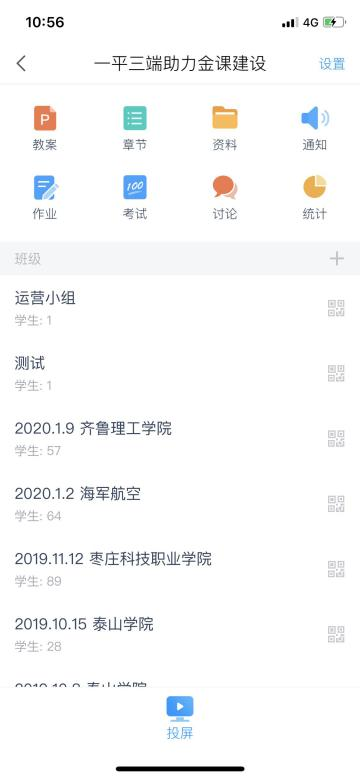 10:56 4G
一平三端助力金课建设 设置
教案 章节 资料 通知
作业 考试 讨论 统计
班级
运营小组
学生: 1
测试
学生: 1
2020.1.9 齐鲁理工学院
学生: 57
2020.1.2 海军航空
学生: 64
2019.11.12 枣庄科技职业学院
学生: 89
2019.10.15 泰山学院
学生: 28
投屏